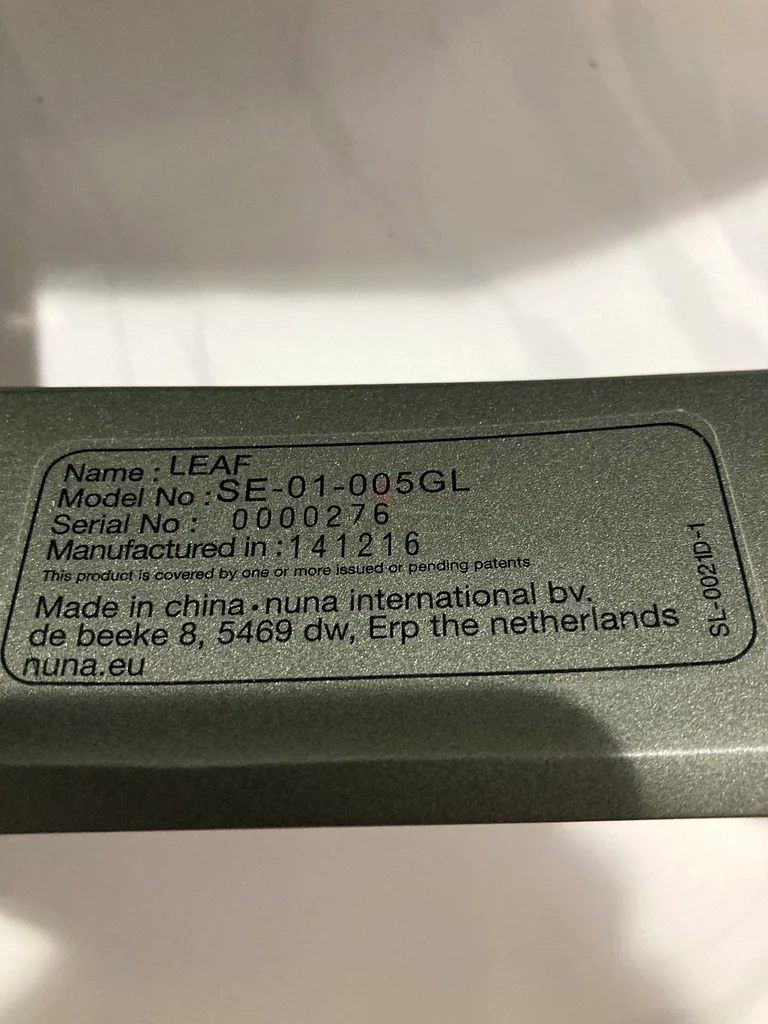 Name : LEAF
Model No : SE-01-005GL
Serial No : 0000276
Manufactured in : 141216
This product is covered by one or more issued or pending patents
Made in china • nuna international bv.
de beeke 8, 5469 dw, Erp the netherlands
nuna.eu
SL-0021D-1